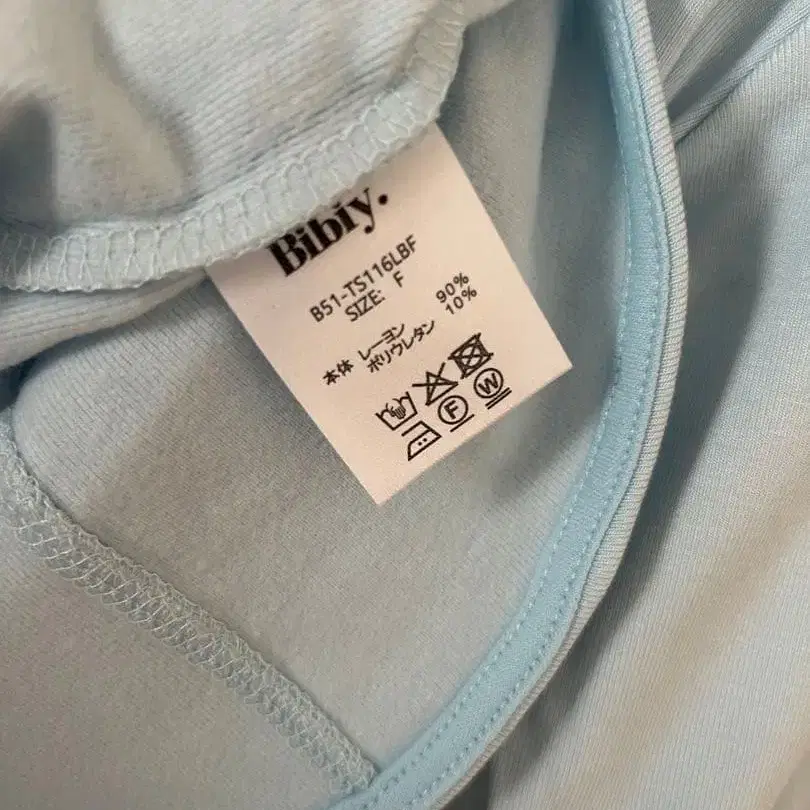 Bibiy.
B51-TS116LBF
SIZE: F
本体 レーヨン 90%
ポリウレタン 10%
F W